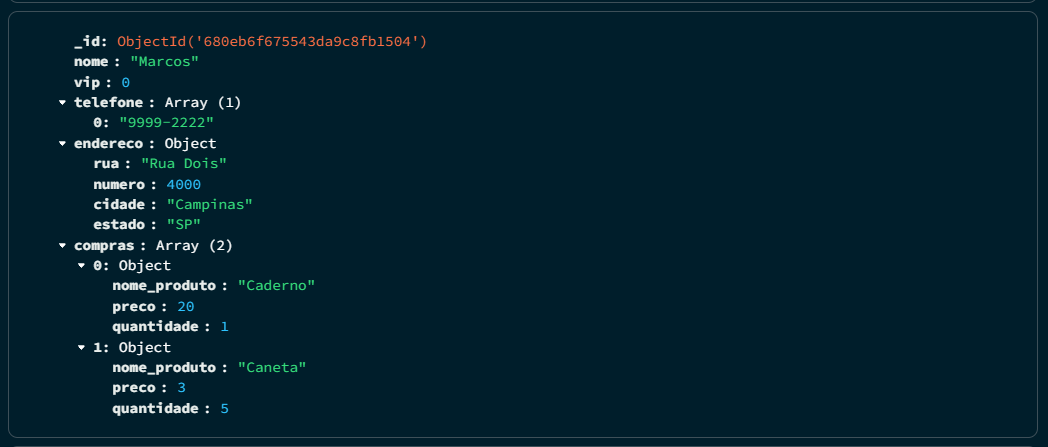 _id: ObjectId('680eb6f675543da9c8fb1504')
nome : "Marcos"
vip : 0
telefone : Array (1)
0: "9999-2222"
endereco : Object
rua : "Rua Dois"
numero : 4000
cidade : "Campinas"
estado : "SP"
compras : Array (2)
0: Object
nome_produto : "Caderno"
preco : 20
quantidade : 1
1: Object
nome_produto : "Caneta"
preco : 3
quantidade : 5